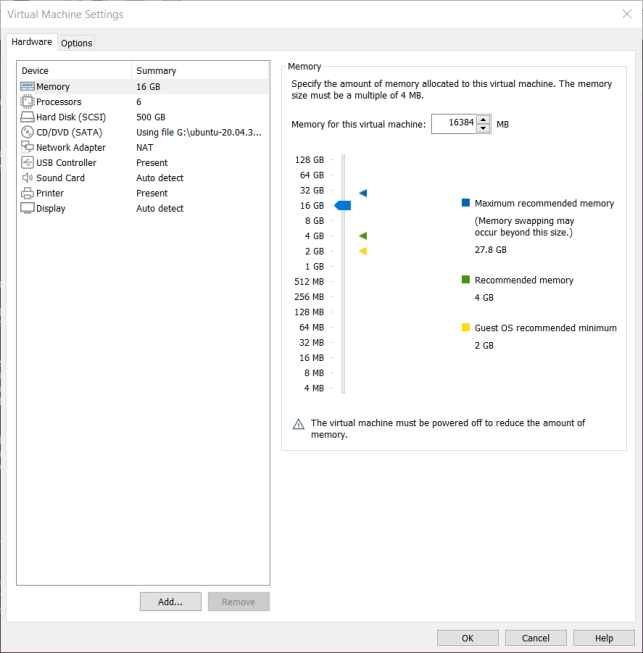 Virtual Machine Settings
Hardware Options
Device Summary
Memory 16 GB
Processors 6
Hard Disk (SCSI) 500 GB
CD/DVD (SATA) Using file G:\ubuntu-20.04.3...
Network Adapter NAT
USB Controller Present
Sound Card Auto detect
Printer Present
Display Auto detect
Add... Remove
Memory
Specify the amount of memory allocated to this virtual machine. The memory
size must be a multiple of 4 MB.
Memory for this virtual machine: 16384 MB
128 GB
64 GB
32 GB
16 GB
8 GB
4 GB
2 GB
1 GB
512 MB
256 MB
128 MB
64 MB
32 MB
16 MB
8 MB
4 MB
Maximum recommended memory
(Memory swapping may
occur beyond this size.)
27.8 GB
Recommended memory
4 GB
Guest OS recommended minimum
2 GB
The virtual machine must be powered off to reduce the amount of
memory.
OK Cancel Help